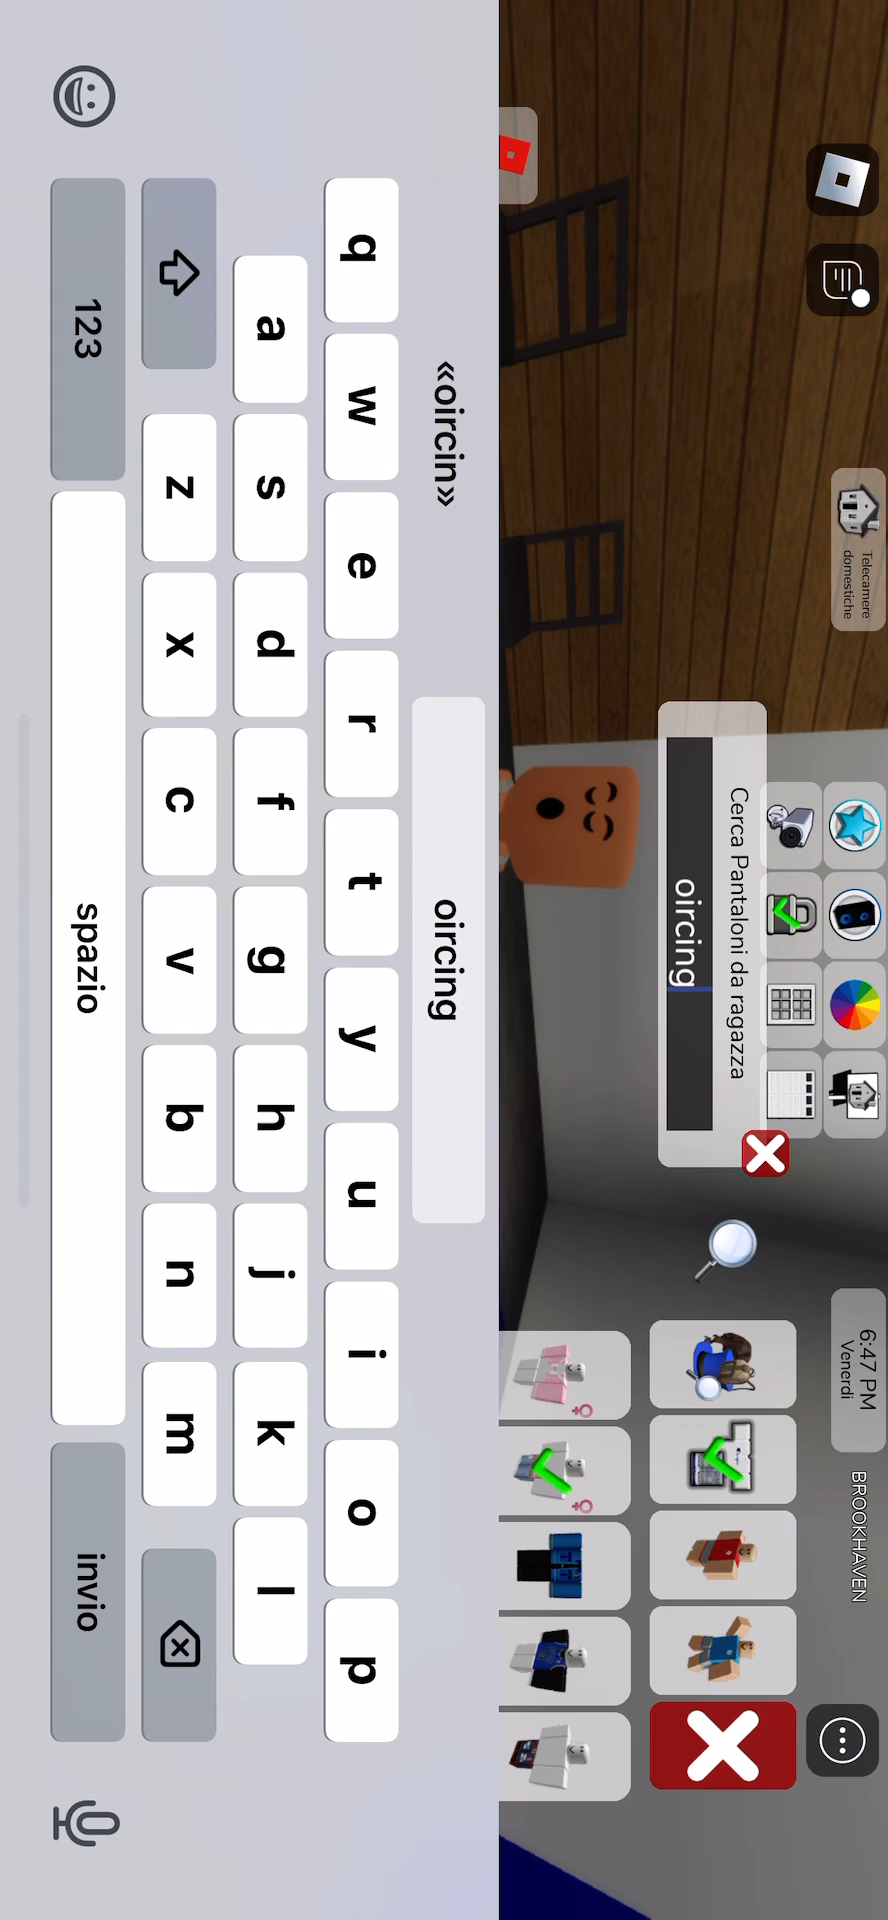 Telecamere
domestiche
6:47 PM
Venerdì
BROOKHAVEN
Cerca Pantaloni da ragazza
oircing
«oircin»
oircing
q w e r t y u i o p
a s d f g h j k l
z x c v b n m
123
spazio
invio